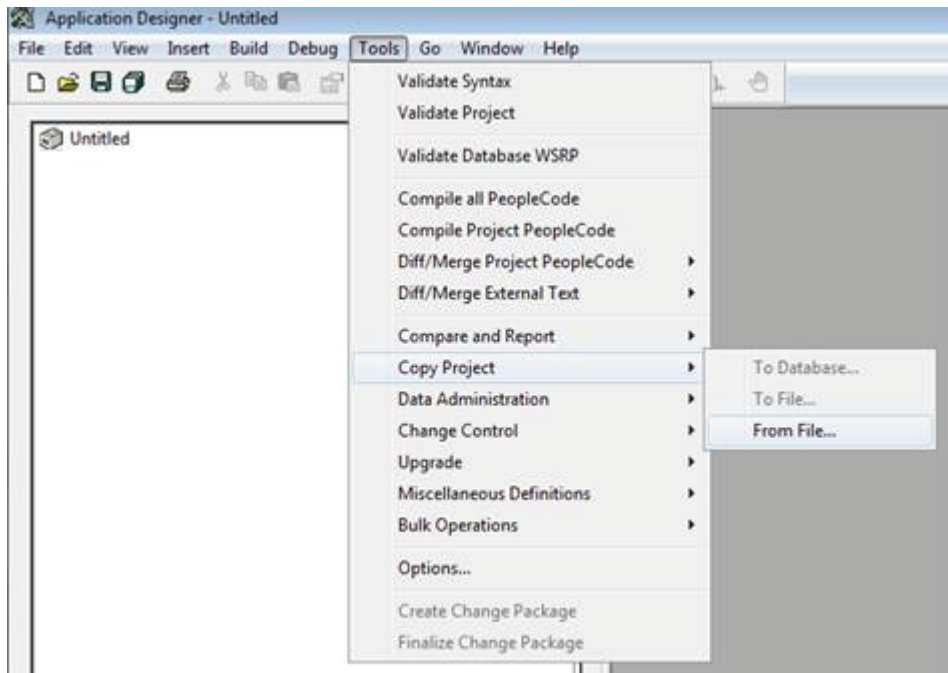 Application Designer - Untitled
File Edit View Insert Build Debug Tools Go Window Help
Untitled
Validate Syntax
Validate Project
Validate Database WSRP
Compile all PeopleCode
Compile Project PeopleCode
Diff/Merge Project PeopleCode
Diff/Merge External Text
Compare and Report
Copy Project
To Database...
To File...
From File...
Data Administration
Change Control
Upgrade
Miscellaneous Definitions
Bulk Operations
Options...
Create Change Package
Finalize Change Package